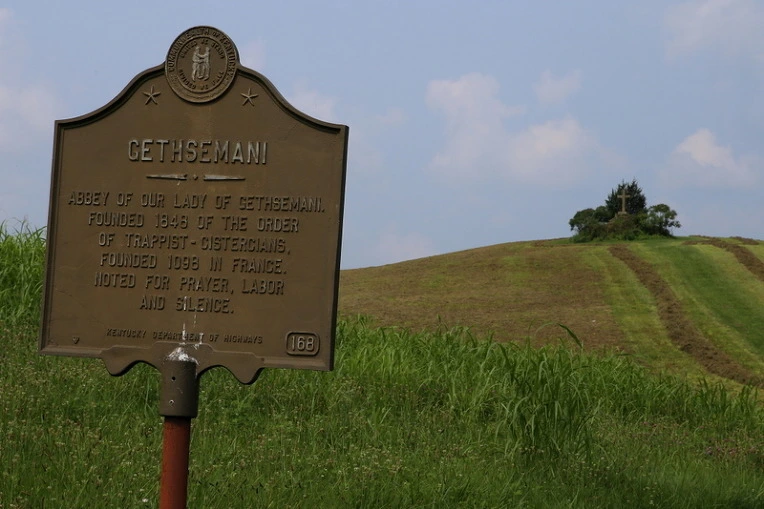 GETHSEMANI
ABBEY OF OUR LADY OF GETHSEMANI.
FOUNDED 1848 OF THE ORDER
OF TRAPPIST-CISTERCIANS,
FOUNDED 1098 IN FRANCE.
NOTED FOR PRAYER, LABOR
AND SILENCE.
KENTUCKY DEPARTMENT OF HIGHWAYS
168